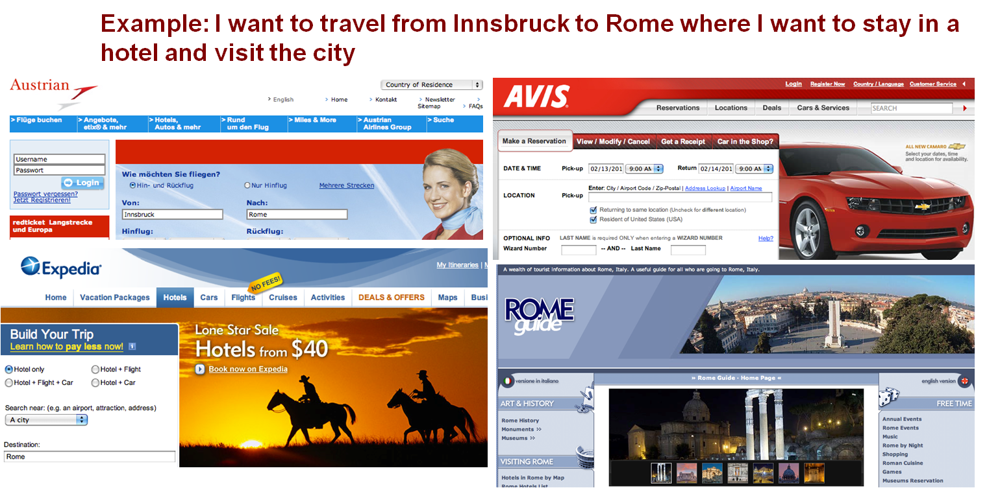 Example: I want to travel from Innsbruck to Rome where I want to stay in a
hotel and visit the city
Austrian
Country of Residence
> English > Home > Kontakt > Newsletter >
Sitemap > FAQs
> Flüge buchen
> Angebote,
etix® & mehr
> Hotels,
Autos & mehr
> Rund
um den Flug
> Miles & More
> Austrian
Airlines Group
> Suche
Username
Passwort
Login
Passwort vergessen?
Jetzt Registrieren!
redticket Langstrecke
und Europa
Wie möchten Sie fliegen?
Hin- und Rückflug Nur Hinflug Mehrere Strecken
Von: Nach:
Innsbruck Rome
Hinflug: Rückflug:
AVIS®
Login Register Now Country / Language Customer Service
Reservations Locations Deals Cars & Services SEARCH
Make a Reservation View / Modify / Cancel Get a Receipt Car in the Shop?
DATE & TIME Pick-up 02/13/201 9:00 AM Return 02/14/201 9:00 AM
Enter: City / Airport Code / Zip-Postal | Address Lookup | Airport Name
LOCATION Pick-up
Returning to same location (Uncheck for different location)
Resident of United States (USA)
OPTIONAL INFO LAST NAME is required ONLY when entering a WIZARD NUMBER Help?
Wizard Number -- AND -- Last Name
ALL NEW CAMARO
Select your dates, time
and location for availability.
Expedia®
My Itineraries | M
NO FEES!
Home Vacation Packages Hotels Cars Flights Cruises Activities DEALS & OFFERS Maps Busi
Build Your Trip
Learn how to pay less now! i
Hotel only Hotel + Flight
Hotel + Flight + Car Hotel + Car
Search near: (e.g. an airport, attraction, address)
A city
Destination:
Rome
Lone Star Sale
Hotels from $40
Book now on Expedia
A wealth of tourist information about Rome, Italy. A useful guide for all who are going to Rome, Italy.
ROME
guide
versione in italiano
» Rome Guide - Home Page «
english version
ART & HISTORY
Rome History
Monuments >>
Museums >>
VISITING ROME
Hotels in Rome by Map
Rome Hotels List
FREE TIME
Annual Events
Rome Events
Music
Rome by Night
Shopping
Roman Cuisine
Games
Museums Reservation